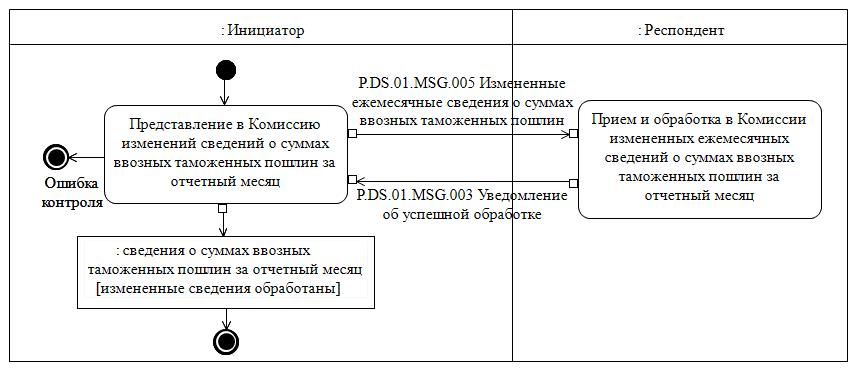 : Инициатор
: Респондент
P.DS.01.MSG.005 Измененные
ежемесячные сведения о суммах
ввозных таможенных пошлин
Представление в Комиссию
изменений сведений о суммах
ввозных таможенных пошлин за
отчетный месяц
Прием и обработка в Комиссии
измененных ежемесячных
сведений о суммах ввозных
таможенных пошлин за
отчетный месяц
Ошибка
контроля
P.DS.01.MSG.003 Уведомление
об успешной обработке
: сведения о суммах ввозных
таможенных пошлин за отчетный месяц
[измененные сведения обработаны]